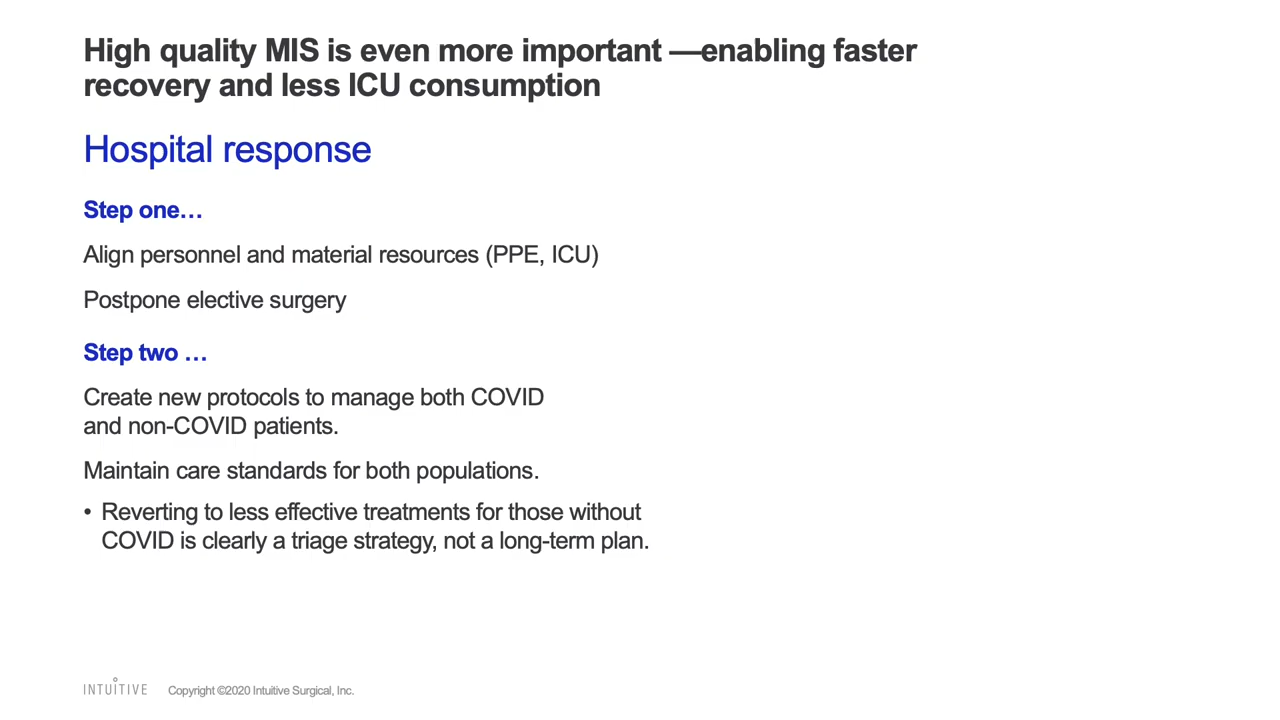 High quality MIS is even more important —enabling faster
recovery and less ICU consumption
Hospital response
Step one…
Align personnel and material resources (PPE, ICU)
Postpone elective surgery
Step two …
Create new protocols to manage both COVID
and non-COVID patients.
Maintain care standards for both populations.
• Reverting to less effective treatments for those without
COVID is clearly a triage strategy, not a long-term plan.
INTUITIVE Copyright ©2020 Intuitive Surgical, Inc.